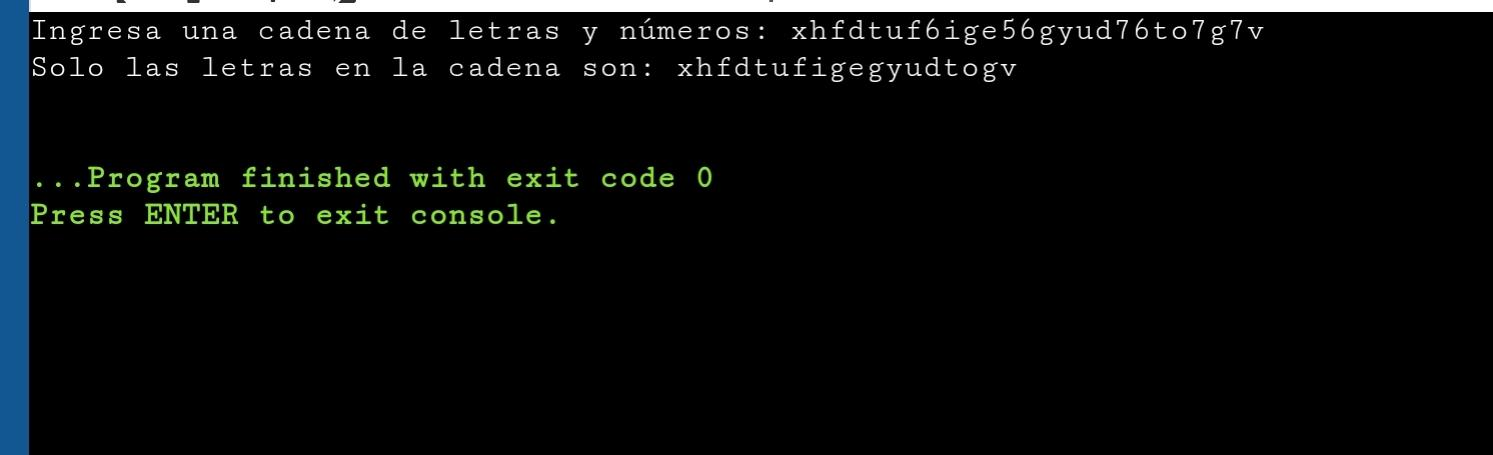 Ingresa una cadena de letras y números: xhfdtuf6ige56gyud76to7g7v
Solo las letras en la cadena son: xhfdtufigegyudtogv
...Program finished with exit code 0
Press ENTER to exit console.